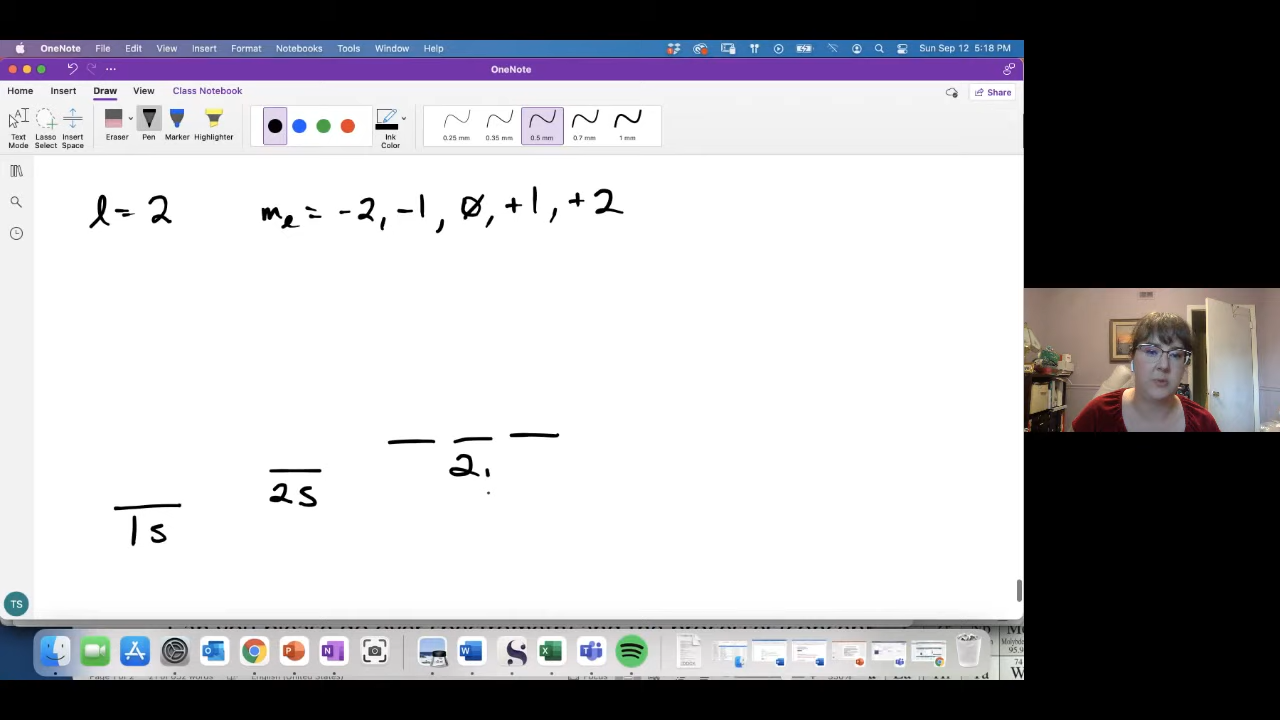 OneNote File Edit View Insert Format Notebooks Tools Window Help Sun Sep 12 5:18 PM
OneNote
Home Insert Draw View Class Notebook Share
Text Mode Lasso Select Insert Space Eraser Pen Marker Highlighter Ink Color 0.25 mm 0.35 mm 0.5 mm 0.7 mm 1 mm
l = 2 mₗ = -2, -1, 0, +1, +2
2
2s
1s
TS